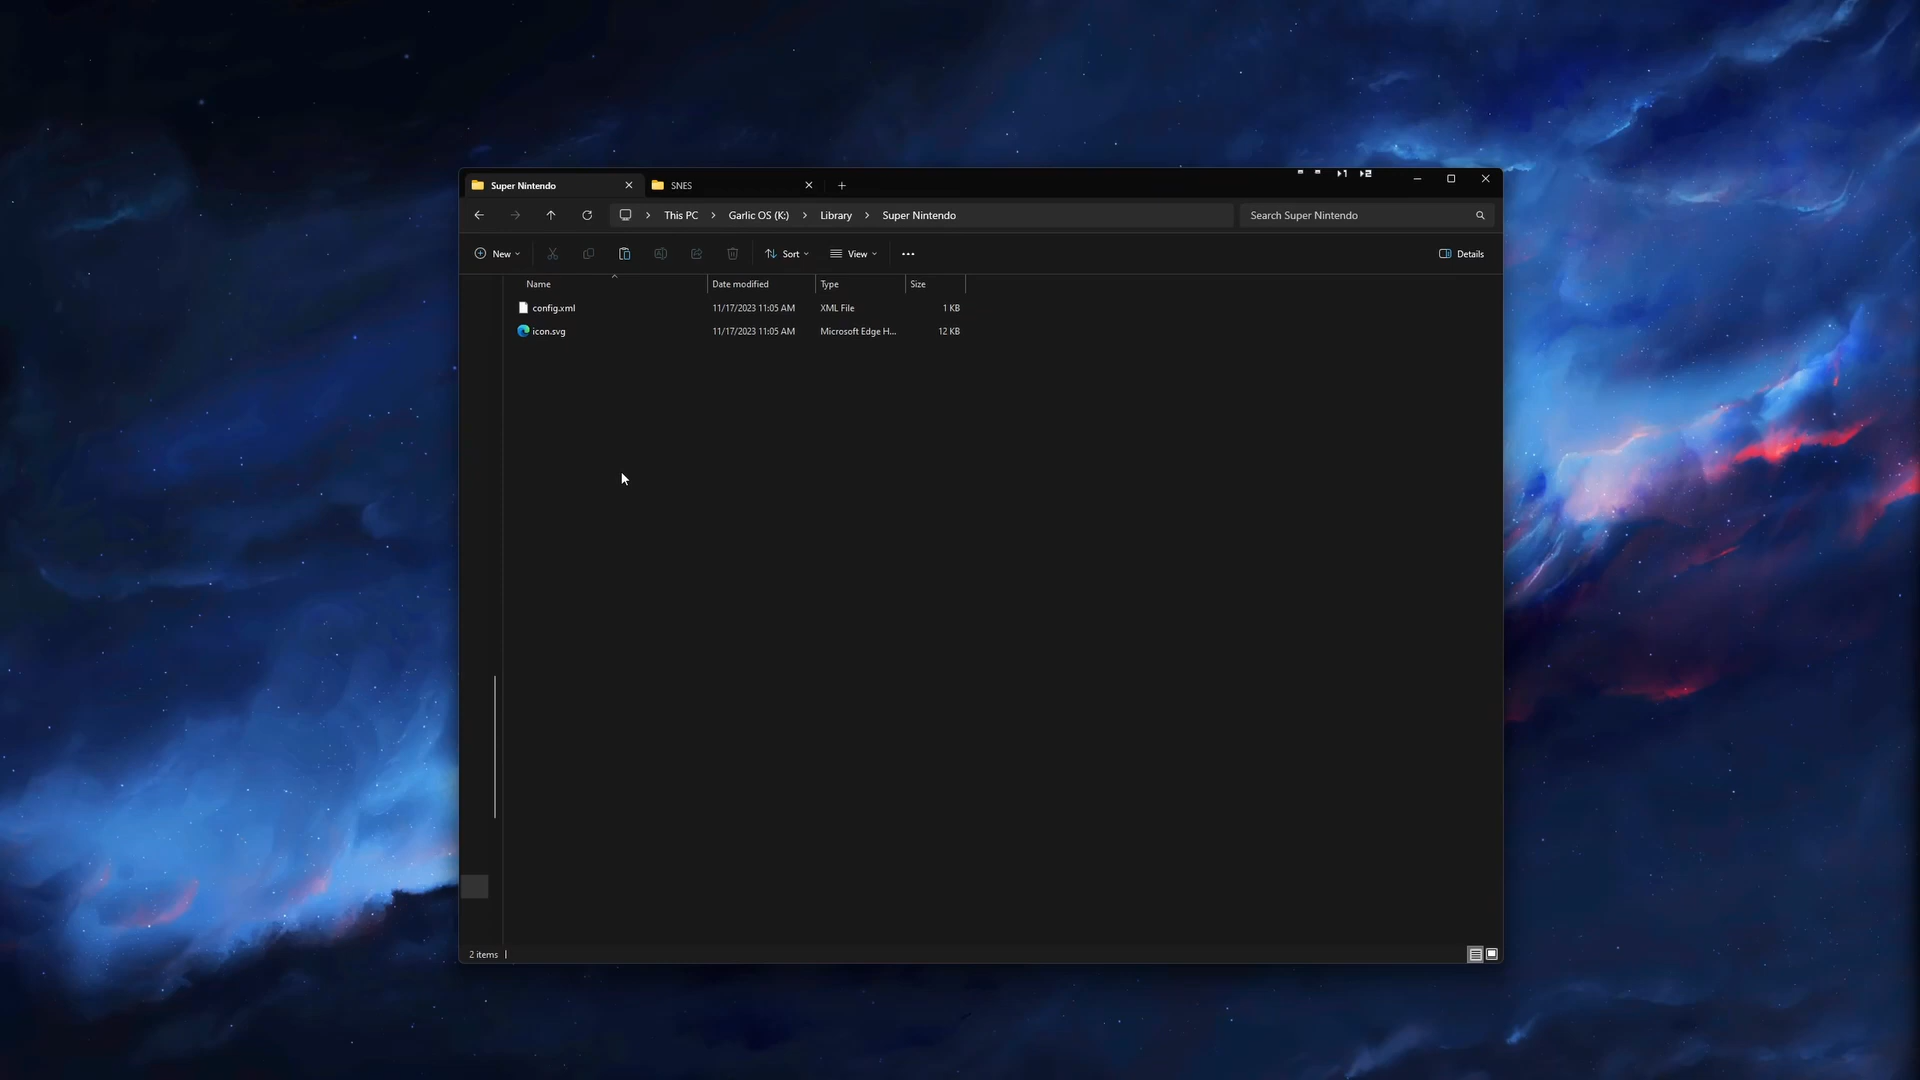 Super Nintendo
SNES
This PC > Garlic OS (K:) > Library > Super Nintendo
Search Super Nintendo
New
Sort
View
Details
Name Date modified Type Size
config.xml 11/17/2023 11:05 AM XML File 1 KB
icon.svg 11/17/2023 11:05 AM Microsoft Edge H... 12 KB
2 items